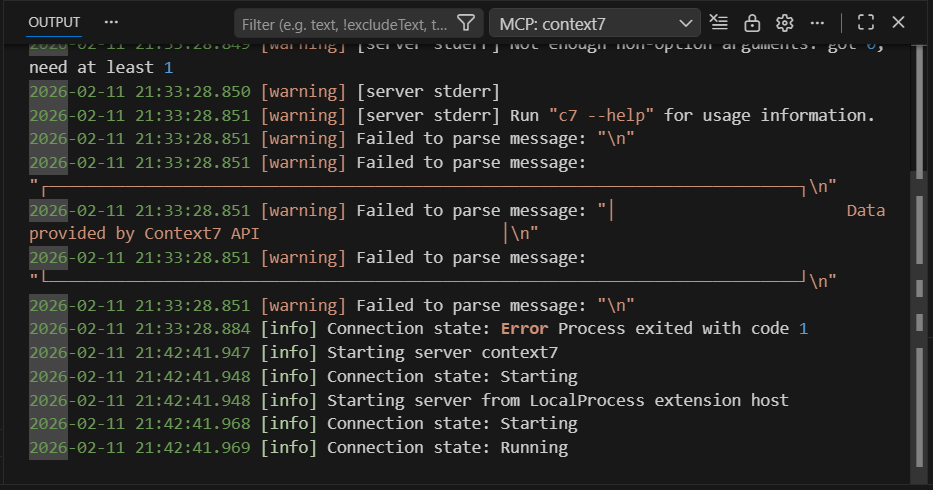 OUTPUT
Filter (e.g. text, !excludeText, t...
MCP: context7
2026-02-11 21:33:28.849 [warning] [server stderr] Not enough non-option arguments: got 0,
need at least 1
2026-02-11 21:33:28.850 [warning] [server stderr]
2026-02-11 21:33:28.851 [warning] [server stderr] Run "c7 --help" for usage information.
2026-02-11 21:33:28.851 [warning] Failed to parse message: "\n"
2026-02-11 21:33:28.851 [warning] Failed to parse message:
"┌──────────────────────────────────────────────────────────────────────────────┐\n"
2026-02-11 21:33:28.851 [warning] Failed to parse message: "│                        Data
provided by Context7 API                         │\n"
2026-02-11 21:33:28.851 [warning] Failed to parse message:
"└──────────────────────────────────────────────────────────────────────────────┘\n"
2026-02-11 21:33:28.851 [warning] Failed to parse message: "\n"
2026-02-11 21:33:28.884 [info] Connection state: Error Process exited with code 1
2026-02-11 21:42:41.947 [info] Starting server context7
2026-02-11 21:42:41.948 [info] Connection state: Starting
2026-02-11 21:42:41.948 [info] Starting server from LocalProcess extension host
2026-02-11 21:42:41.968 [info] Connection state: Starting
2026-02-11 21:42:41.969 [info] Connection state: Running